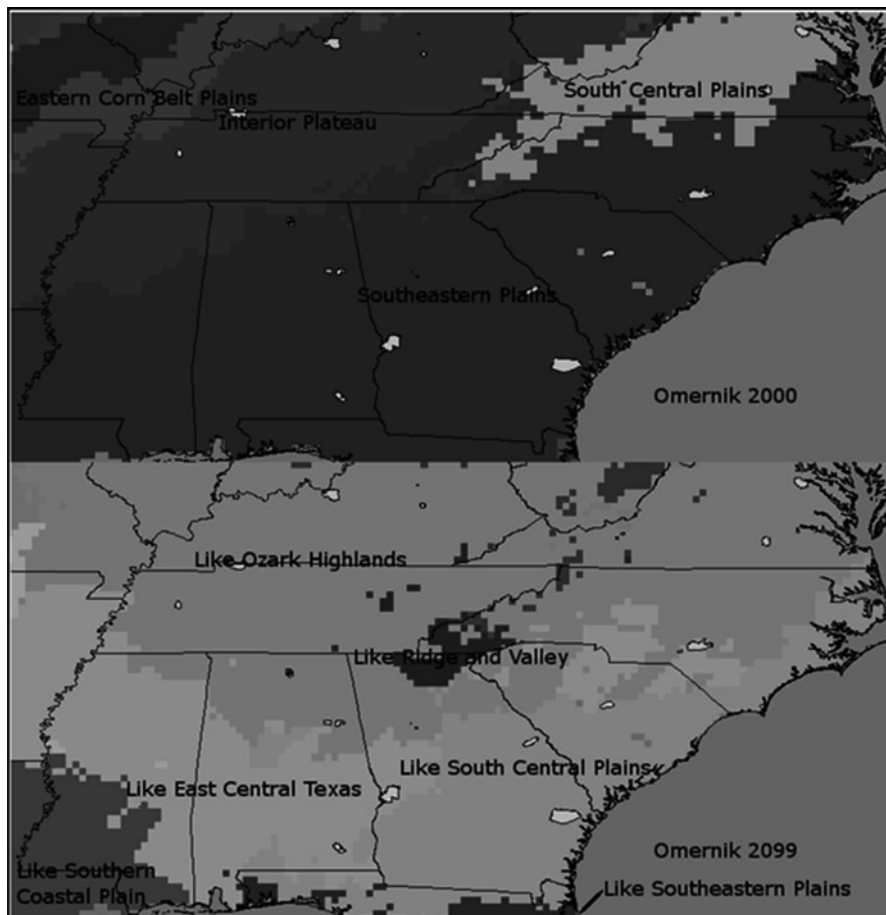 South Central Plains
Eastern Corn Belt Plains
Interior Plateau
Southeastern Plains
Omernik 2000
Like Ozark Highlands
Like Ridge and Valley
Like South Central Plains
Like East Central Texas
Omernik 2099
Like Southern
Coastal Plain
Like Southeastern Plains